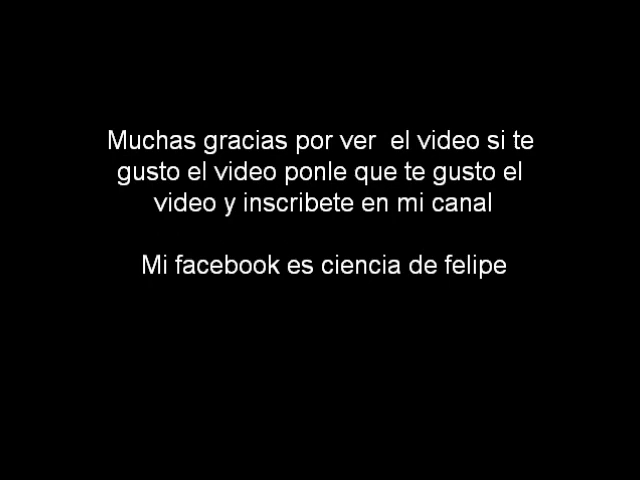 Muchas gracias por ver  el video si te
gusto el video ponle que te gusto el
video y inscribete en mi canal
Mi facebook es ciencia de felipe